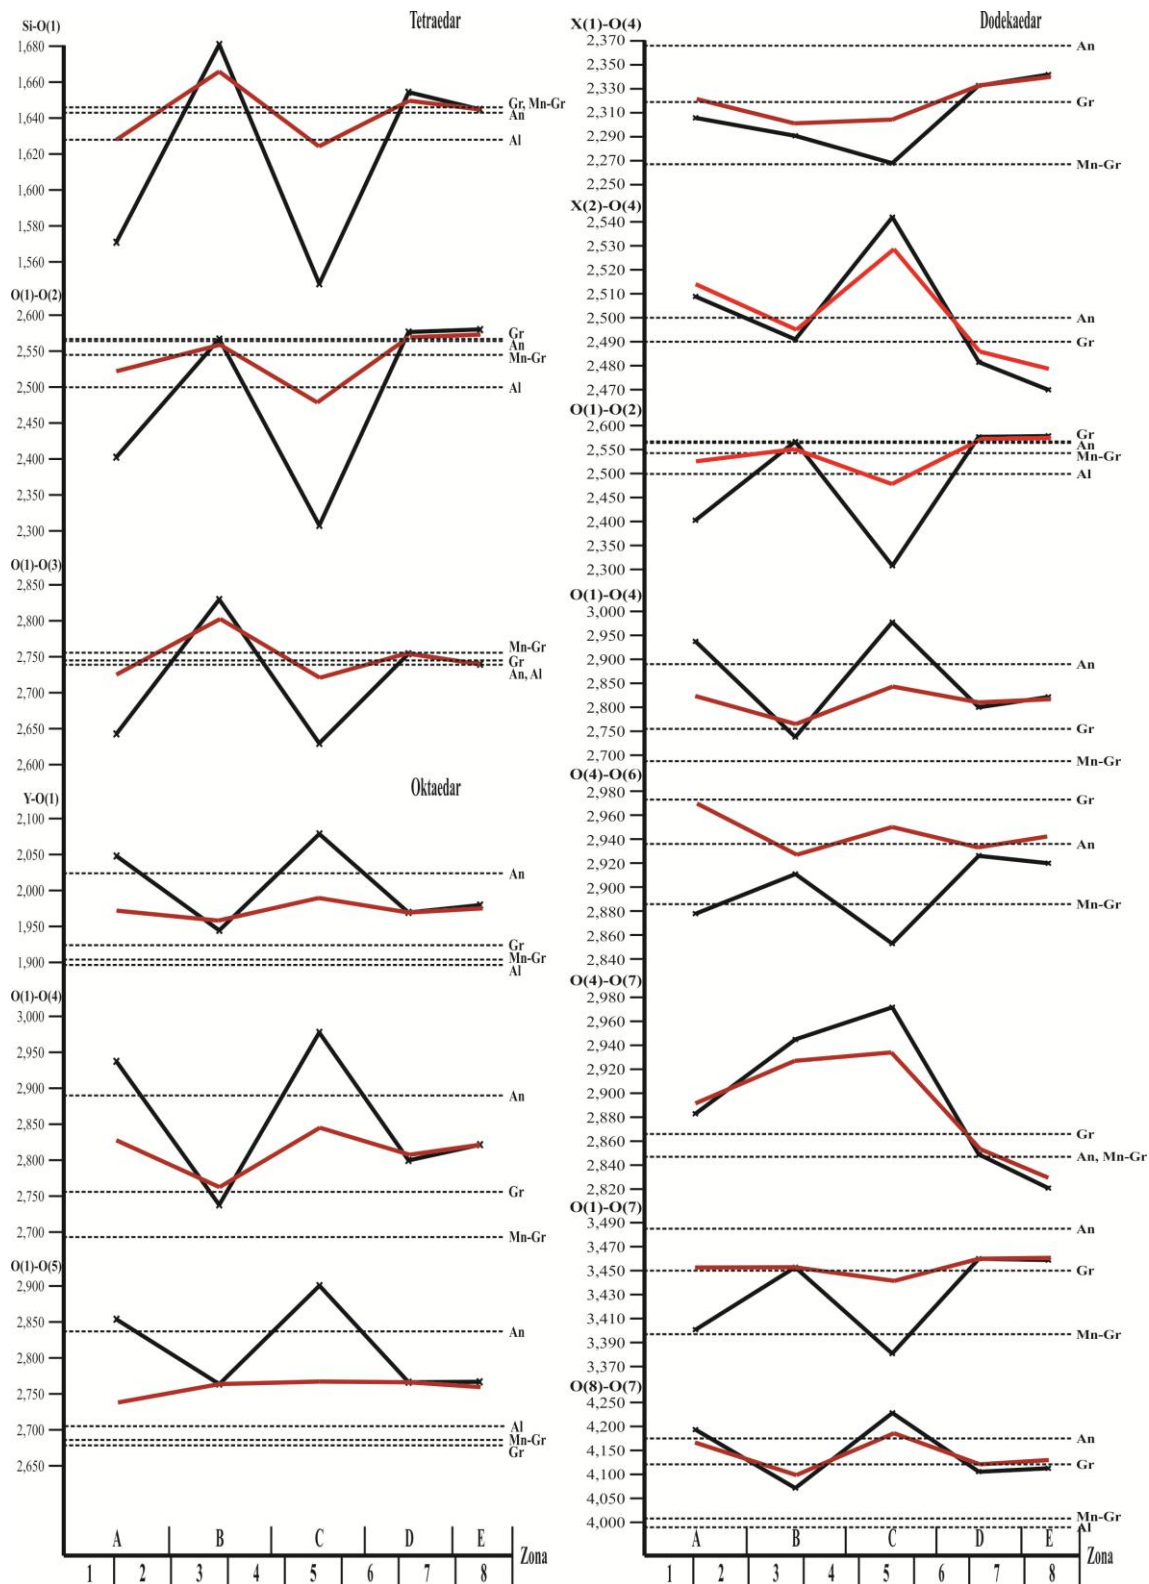 Tetraedar
Si-O(1)
1,680
1,660
1,640
1,620
1,600
1,580
1,560
Gr, Mn-Gr
An
Al
O(1)-O(2)
2,600
2,550
2,500
2,450
2,400
2,350
2,300
Gr
An
Mn-Gr
Al
O(1)-O(3)
2,850
2,800
2,750
2,700
2,650
2,600
Mn-Gr
Gr
An, Al
Oktaedar
Y-O(1)
2,100
2,050
2,000
1,950
1,900
An
Gr
Mn-Gr
Al
O(1)-O(4)
3,000
2,950
2,900
2,850
2,800
2,750
2,700
An
Gr
Mn-Gr
O(1)-O(5)
2,900
2,850
2,800
2,750
2,700
2,650
An
Al
Mn-Gr
Gr
A B C D E
Zona
1 2 3 4 5 6 7 8
Dodekaedar
X(1)-O(4)
2,370
2,350
2,330
2,310
2,290
2,270
2,250
An
Gr
Mn-Gr
X(2)-O(4)
2,540
2,530
2,520
2,510
2,500
2,490
2,480
2,470
An
Gr
O(1)-O(2)
2,600
2,550
2,500
2,450
2,400
2,350
2,300
Gr
An
Mn-Gr
Al
O(1)-O(4)
3,000
2,950
2,900
2,850
2,800
2,750
2,700
An
Gr
Mn-Gr
O(4)-O(6)
2,980
2,960
2,940
2,920
2,900
2,880
2,860
2,840
Gr
An
Mn-Gr
O(4)-O(7)
2,980
2,960
2,940
2,920
2,900
2,880
2,860
2,840
2,820
Gr
An, Mn-Gr
O(1)-O(7)
3,490
3,470
3,450
3,430
3,410
3,390
3,370
An
Gr
Mn-Gr
O(8)-O(7)
4,250
4,200
4,150
4,100
4,050
4,000
An
Gr
Mn-Gr
Al
A B C D E
Zona
1 2 3 4 5 6 7 8